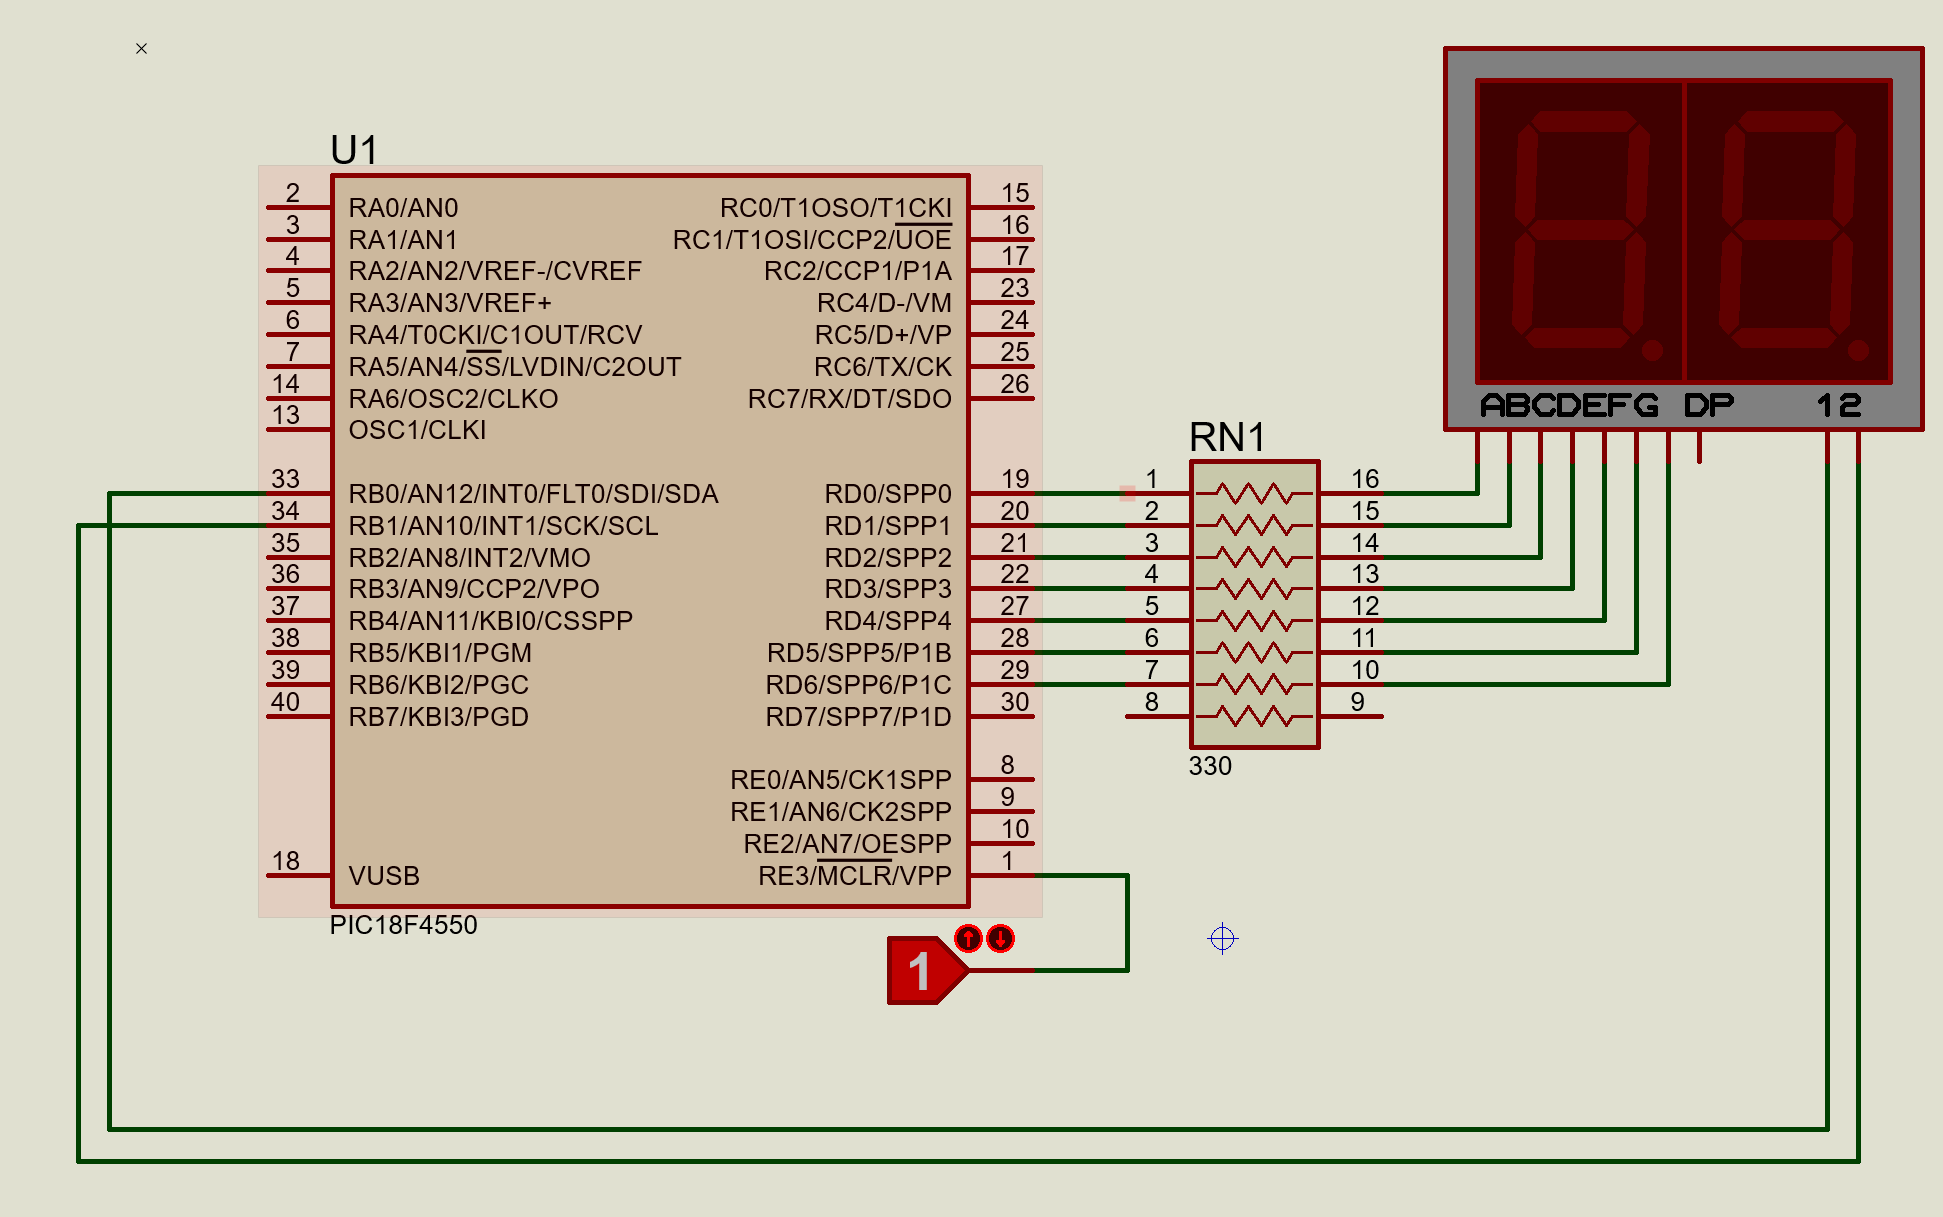 U1
2 RA0/AN0 RC0/T1OSO/T1CKI 15
3 RA1/AN1 RC1/T1OSI/CCP2/UOE 16
4 RA2/AN2/VREF-/CVREF RC2/CCP1/P1A 17
5 RA3/AN3/VREF+ RC4/D-/VM 23
6 RA4/T0CKI/C1OUT/RCV RC5/D+/VP 24
7 RA5/AN4/SS/LVDIN/C2OUT RC6/TX/CK 25
14 RA6/OSC2/CLKO RC7/RX/DT/SDO 26
13 OSC1/CLKI
33 RB0/AN12/INT0/FLT0/SDI/SDA RD0/SPP0 19
34 RB1/AN10/INT1/SCK/SCL RD1/SPP1 20
35 RB2/AN8/INT2/VMO RD2/SPP2 21
36 RB3/AN9/CCP2/VPO RD3/SPP3 22
37 RB4/AN11/KBI0/CSSPP RD4/SPP4 27
38 RB5/KBI1/PGM RD5/SPP5/P1B 28
39 RB6/KBI2/PGC RD6/SPP6/P1C 29
40 RB7/KBI3/PGD RD7/SPP7/P1D 30
RE0/AN5/CK1SPP 8
RE1/AN6/CK2SPP 9
RE2/AN7/OESPP 10
18 VUSB RE3/MCLR/VPP 1
PIC18F4550
1
RN1
1 16
2 15
3 14
4 13
5 12
6 11
7 10
8 9
330
ABCDEFG DP 12